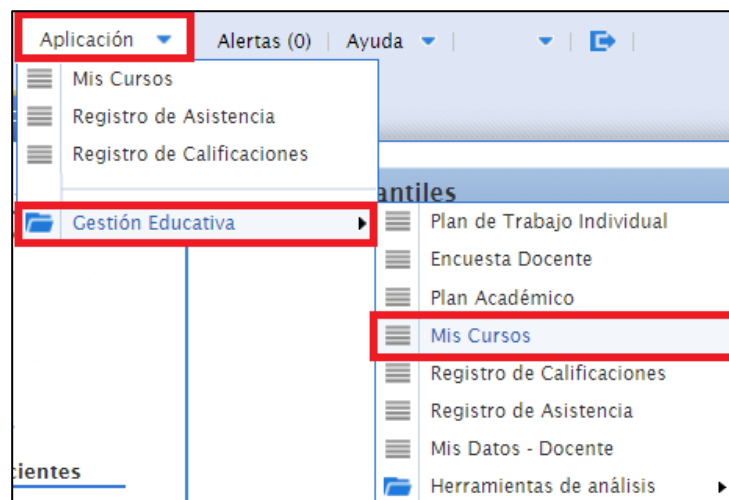 Aplicación
Alertas (0) | Ayuda
Mis Cursos
Registro de Asistencia
Registro de Calificaciones
antiles
Gestión Educativa
Plan de Trabajo Individual
Encuesta Docente
Plan Académico
Mis Cursos
Registro de Calificaciones
Registro de Asistencia
Mis Datos - Docente
cientes
Herramientas de análisis